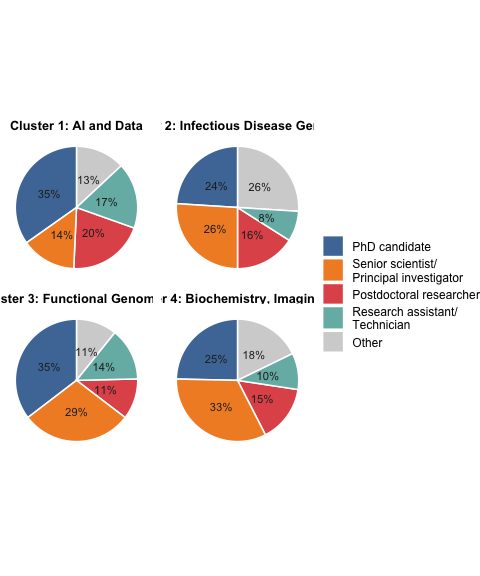 Cluster 1: AI and Data
2: Infectious Disease Ge
13%
35%
17%
14%
20%
26%
24%
8%
26%
16%
PhD candidate
Senior scientist/
Principal investigator
Postdoctoral researcher
Research assistant/
Technician
Other
ster 3: Functional Genom
r 4: Biochemistry, Imagin
11%
35%
14%
11%
29%
18%
25%
10%
15%
33%